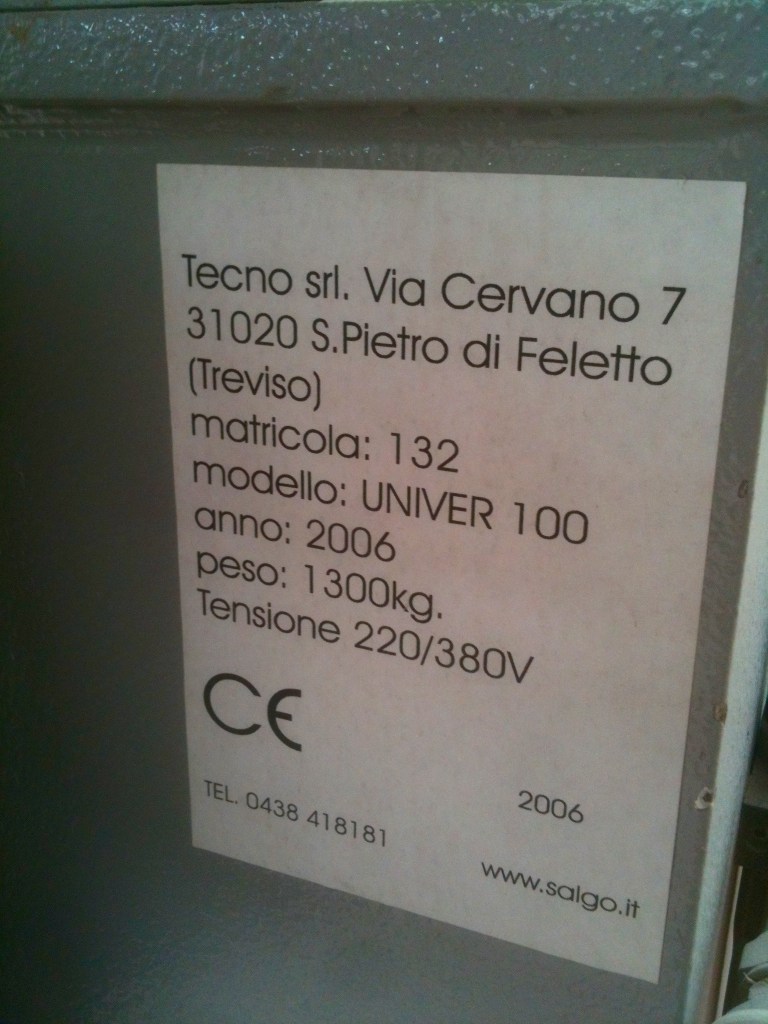 Tecno srl. Via Cervano 7
31020 S.Pietro di Feletto
(Treviso)
matricola: 132
modello: UNIVER 100
anno: 2006
peso: 1300kg.
Tensione 220/380V
CE
2006
TEL. 0438 418181
www.salgo.it